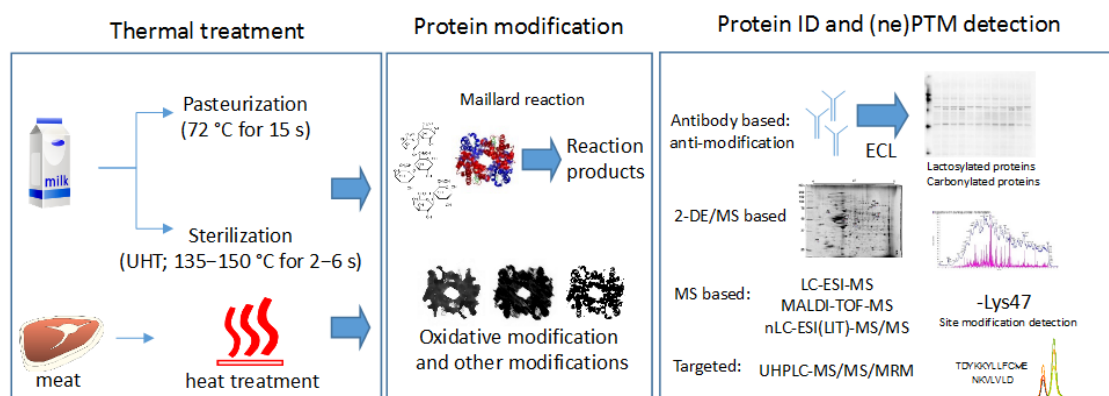 Thermal treatment
Protein modification
Protein ID and (ne)PTM detection
Pasteurization
(72 °C for 15 s)
milk
Sterilization
(UHT; 135–150 °C for 2–6 s)
meat
heat treatment
Maillard reaction
Reaction
products
Oxidative modification
and other modifications
Antibody based:
anti-modification
ECL
Lactosylated proteins
Carbonylated proteins
2-DE/MS based
MS based:
LC-ESI-MS
MALDI-TOF-MS
nLC-ESI(LIT)-MS/MS
-Lys47
Site modification detection
Targeted:
UHPLC-MS/MS/MRM
TDYKKYLLFCME
NKVLVLD